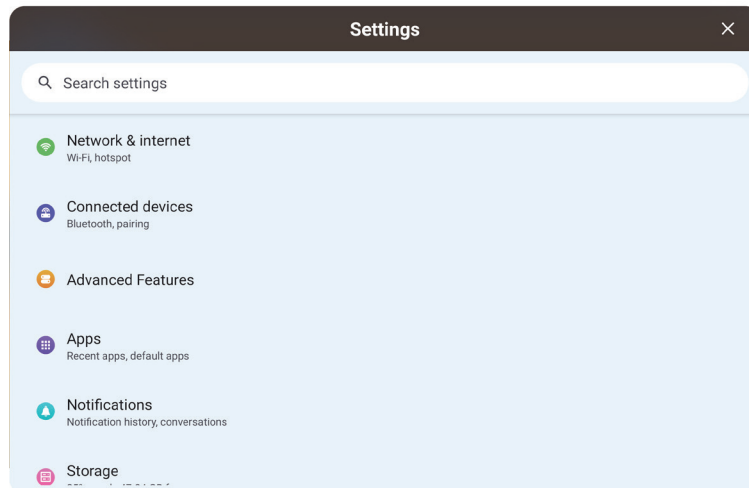 Settings
Search settings
Network & internet
Wi-Fi, hotspot
Connected devices
Bluetooth, pairing
Advanced Features
Apps
Recent apps, default apps
Notifications
Notification history, conversations
Storage